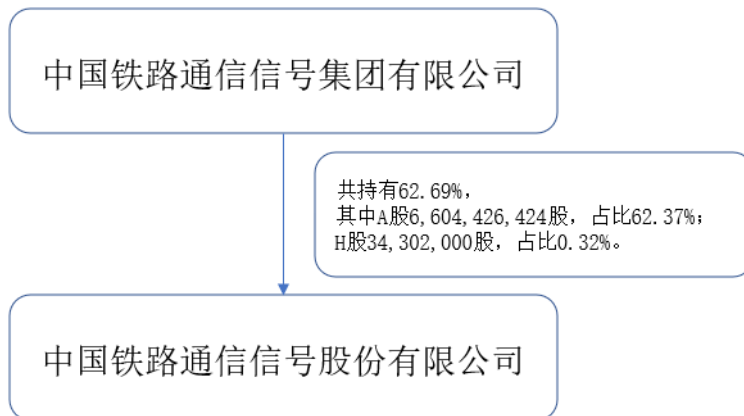 中国铁路通信信号集团有限公司
共持有62.69%，
其中A股6,604,426,424股，占比62.37%；
H股34,302,000股，占比0.32%。
中国铁路通信信号股份有限公司